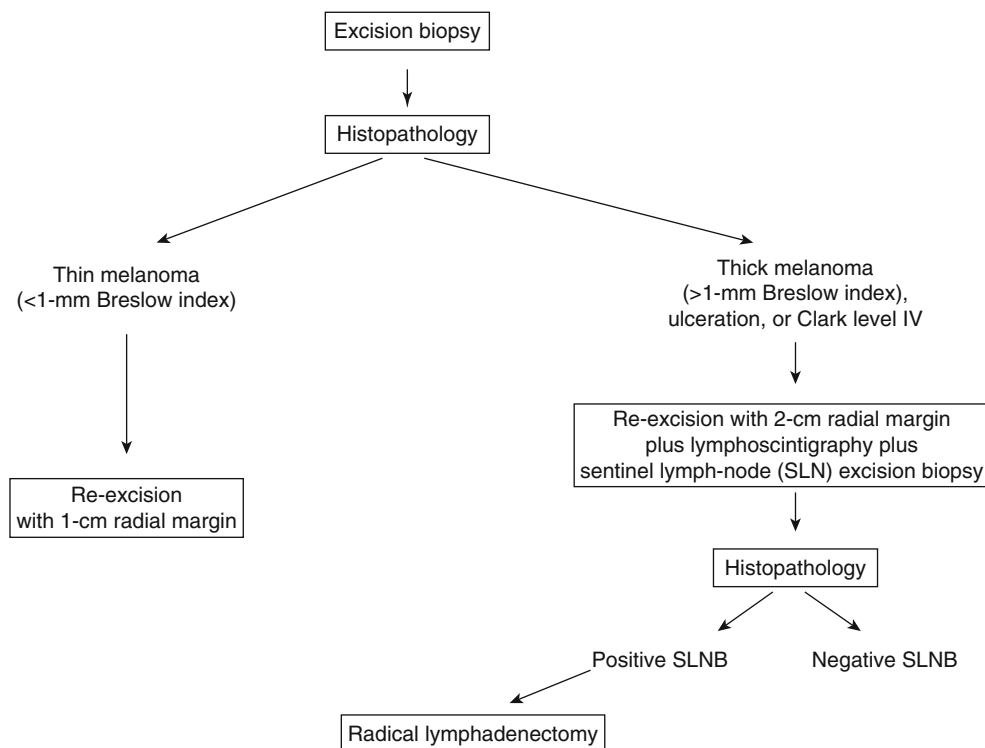 Excision biopsy
Histopathology
Thin melanoma
(<1-mm Breslow index)
Thick melanoma
(>1-mm Breslow index),
ulceration, or Clark level IV
Re-excision
with 1-cm radial margin
Re-excision with 2-cm radial margin
plus lymphoscintigraphy plus
sentinel lymph-node (SLN) excision biopsy
Histopathology
Positive SLNB
Negative SLNB
Radical lymphadenectomy